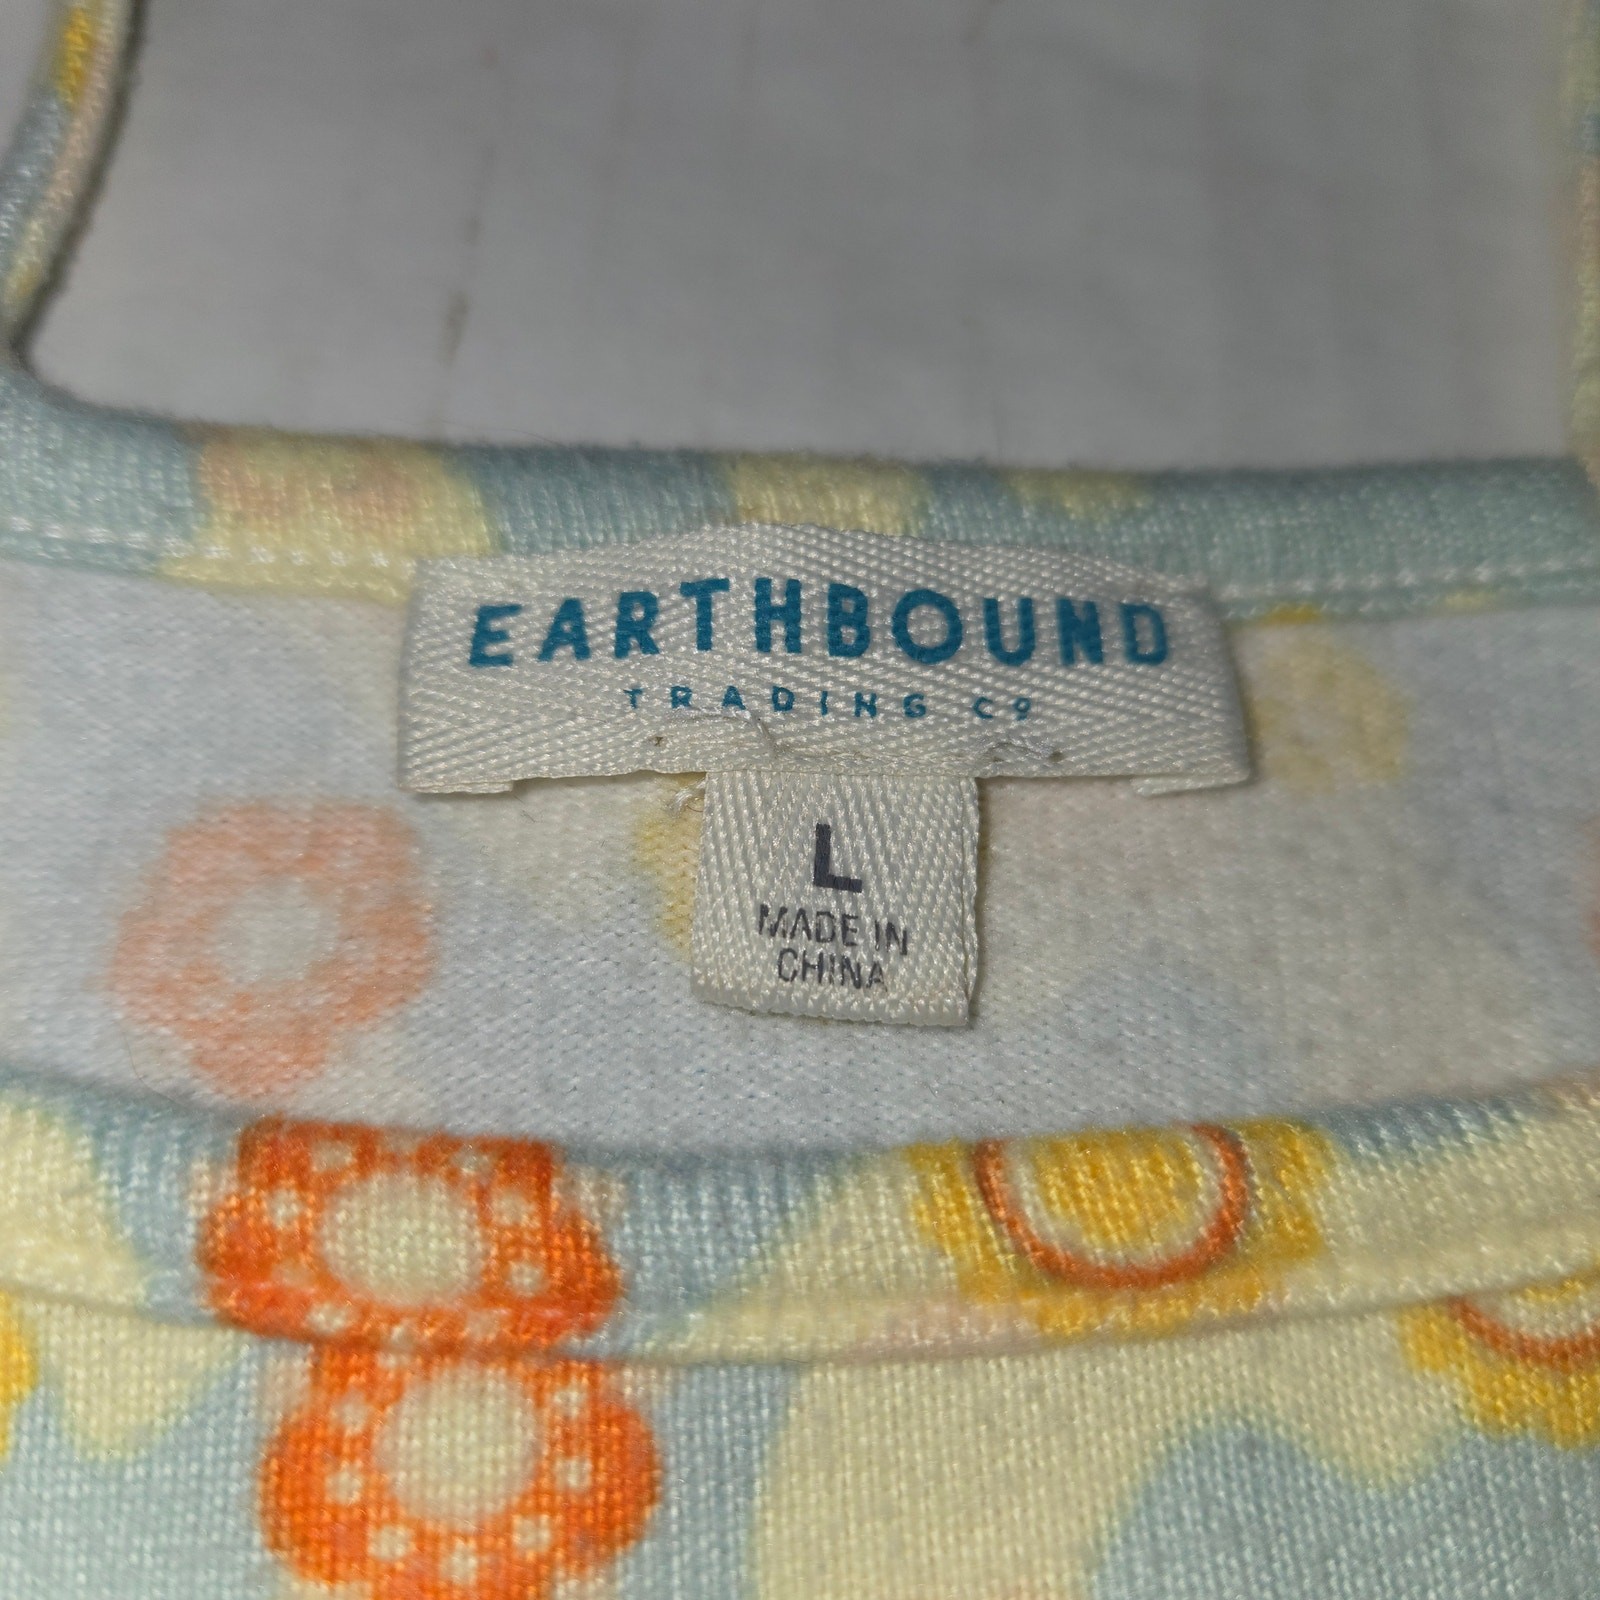 EARTHBOUND
TRADING Co
L
MADE IN
CHINA